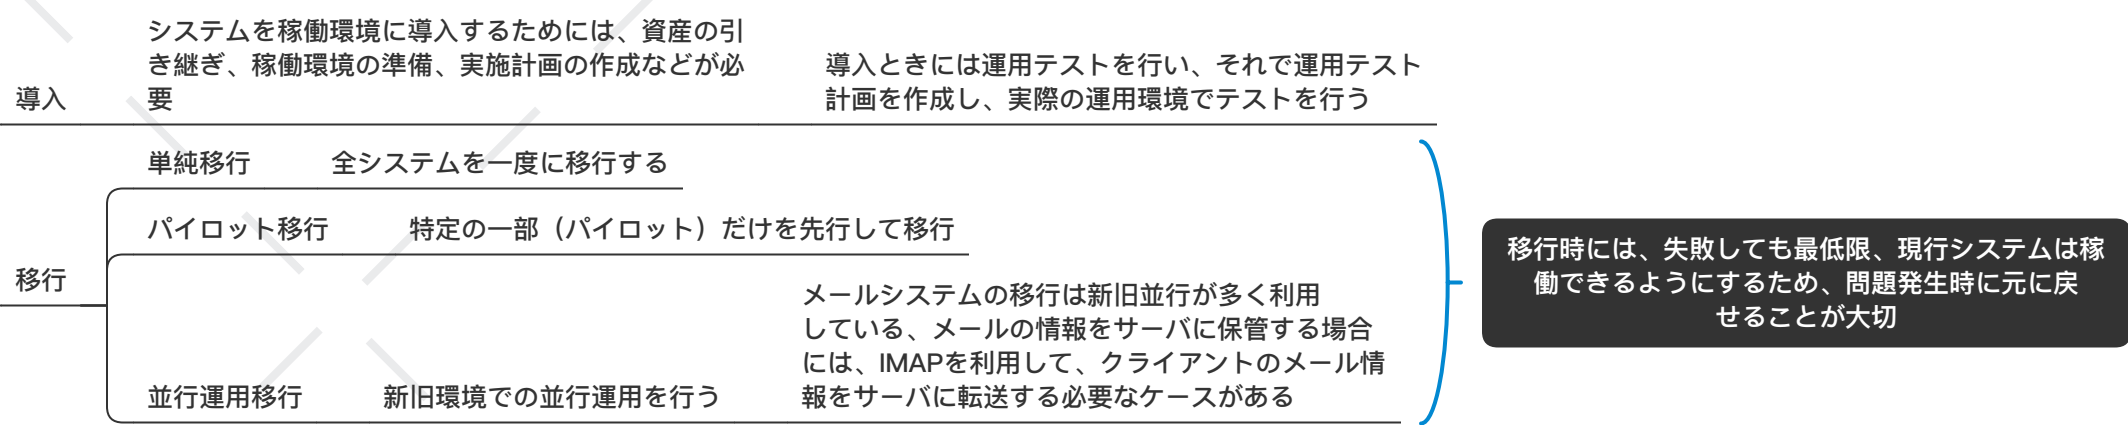 システムを稼働環境に導入するためには、資産の引
き継ぎ、稼働環境の準備、実施計画の作成などが必
要
導入
導入ときには運用テストを行い、それで運用テスト
計画を作成し、実際の運用環境でテストを行う
単純移行
全システムを一度に移行する
パイロット移行
特定の一部（パイロット）だけを先行して移行
移行
並行運用移行
新旧環境での並行運用を行う
メールシステムの移行は新旧並行が多く利用
している、メールの情報をサーバに保管する場合
には、IMAPを利用して、クライアントのメール情
報をサーバに転送する必要なケースがある
移行時には、失敗しても最低限、現行システムは稼
働できるようにするため、問題発生時に元に戻
せることが大切